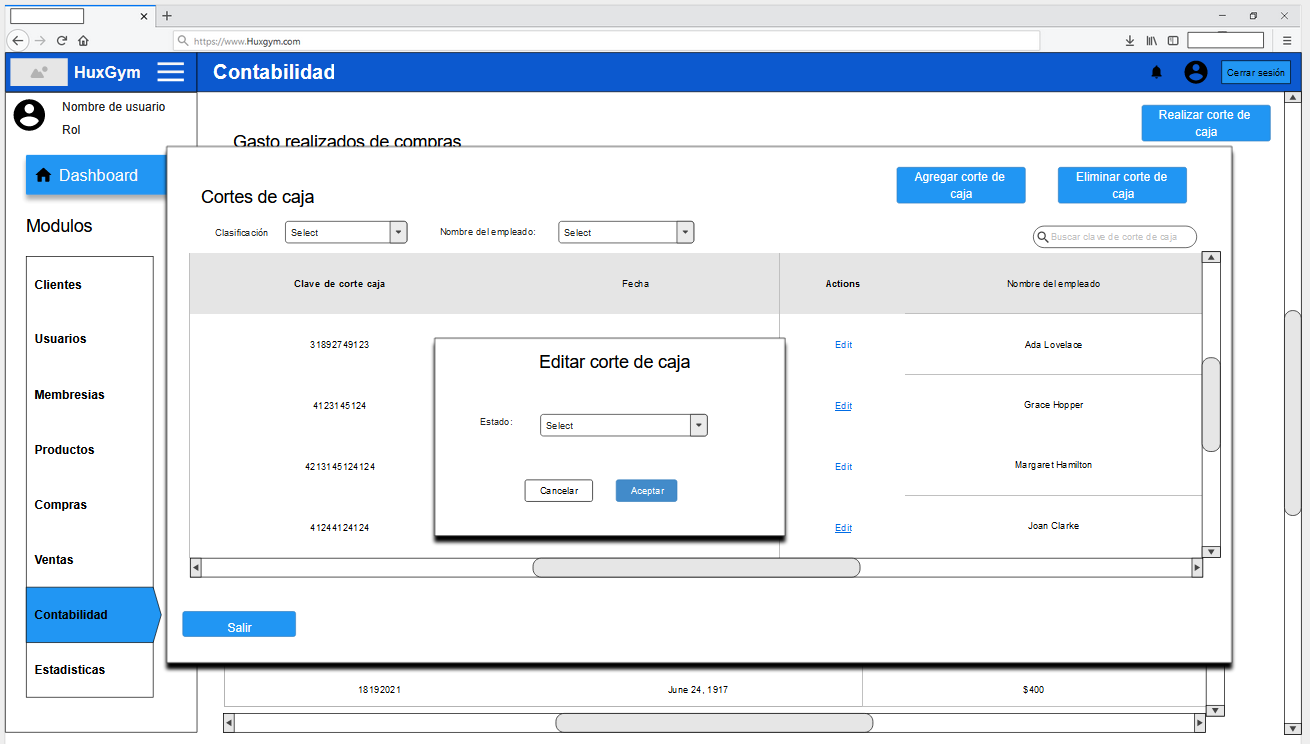 https://www.Huxgym.com
HuxGym
Contabilidad
Cerrar sesión
Nombre de usuario
Rol
Realizar corte de
caja
Gasto realizados de compras
Dashboard
Modulos
Clientes
Usuarios
Membresias
Productos
Compras
Ventas
Contabilidad
Estadisticas
Cortes de caja
Agregar corte de
caja
Eliminar corte de
caja
Clasificación
Select
Nombre del empleado:
Select
Buscar clave de corte de caja
Clave de corte caja
Fecha
Actions
Nombre del empleado
31892749123
Edit
Ada Lovelace
4123145124
Edit
Grace Hopper
4213145124124
Edit
Margaret Hamilton
41244124124
Edit
Joan Clarke
Editar corte de caja
Estado:
Select
Cancelar
Aceptar
Salir
18192021
June 24, 1917
$400